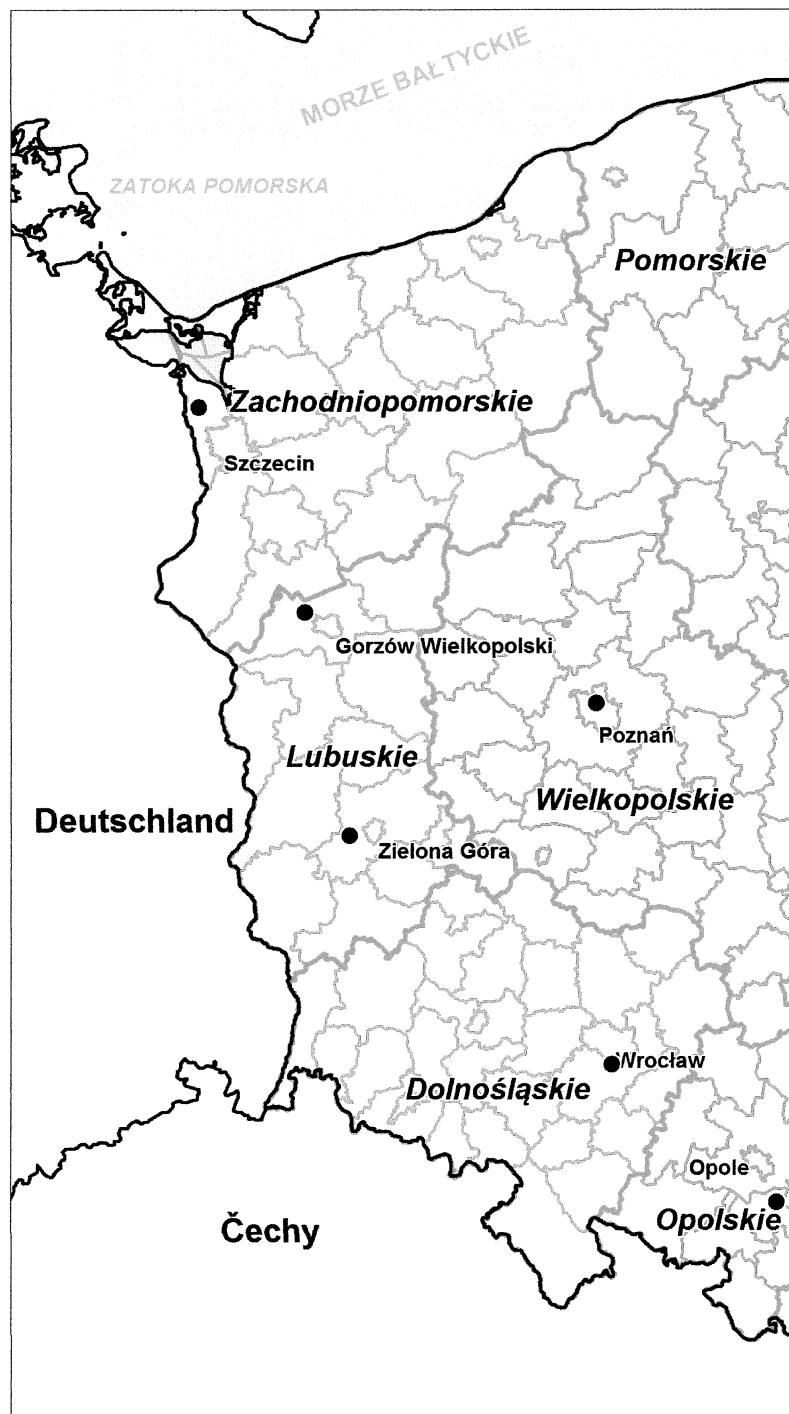 MORZE BAŁTYCKIE
ZATOKA POMORSKA
Pomorskie
Zachodniopomorskie
Szczecin
Gorzów Wielkopolski
Poznań
Lubuskie
Wielkopolskie
Deutschland
Zielona Góra
Wrocław
Dolnośląskie
Opole
Opolskie
Čechy